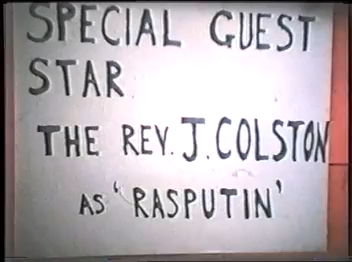 SPECIAL GUEST
STAR
THE REV. J. COLSTON
AS 'RASPUTIN'